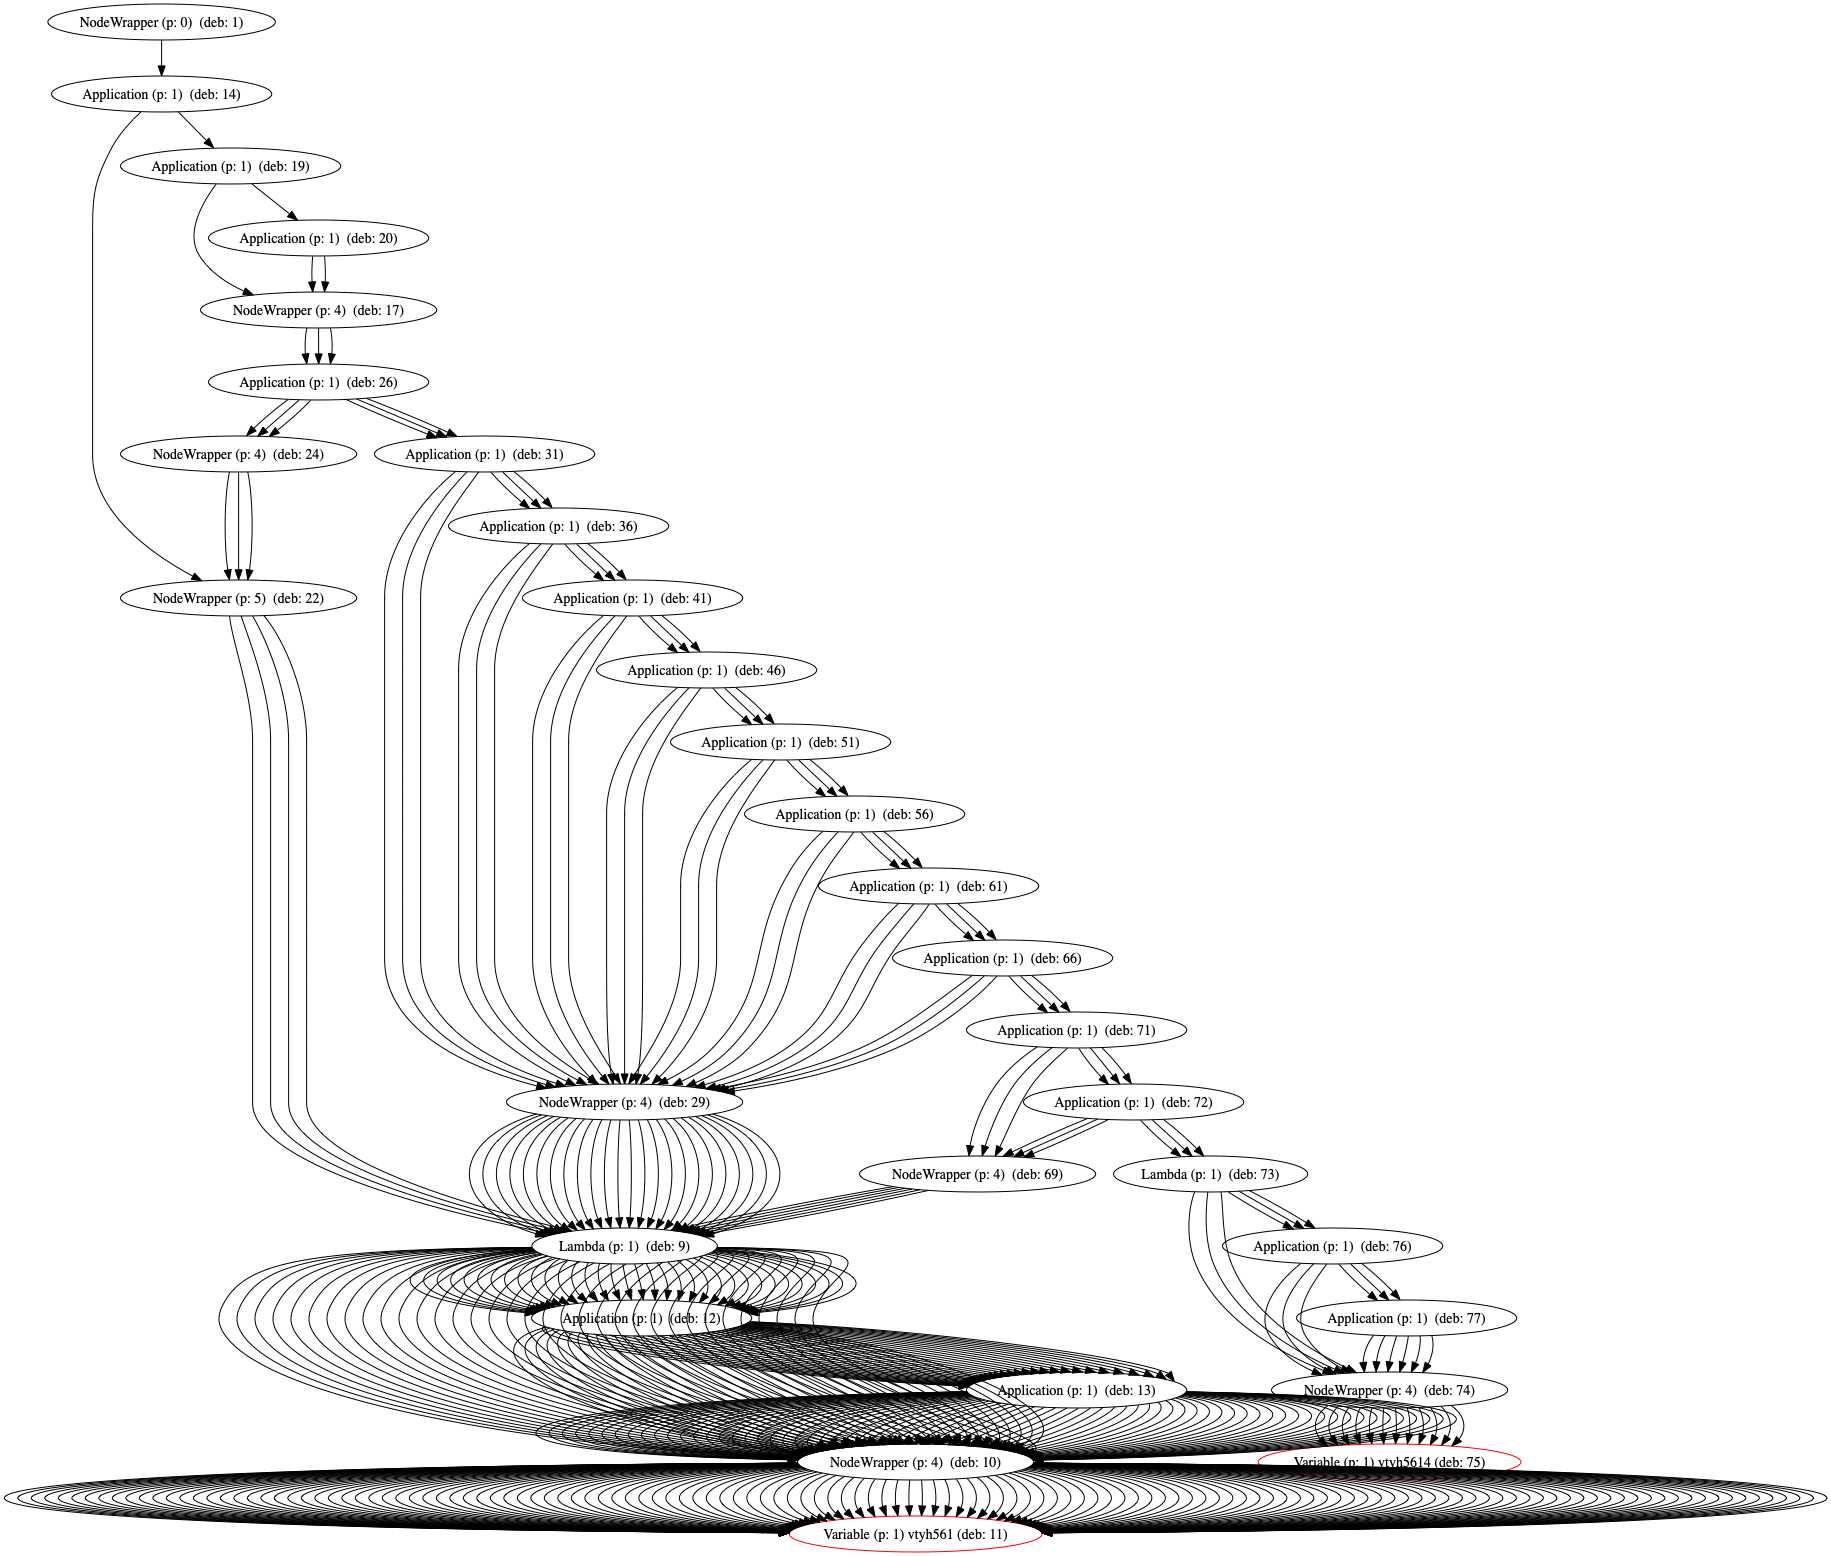 NodeWrapper (p: 0) (deb: 1)
Application (p: 1) (deb: 14)
Application (p: 1) (deb: 19)
Application (p: 1) (deb: 20)
NodeWrapper (p: 4) (deb: 17)
Application (p: 1) (deb: 26)
NodeWrapper (p: 4) (deb: 24)
Application (p: 1) (deb: 31)
Application (p: 1) (deb: 36)
NodeWrapper (p: 5) (deb: 22)
Application (p: 1) (deb: 41)
Application (p: 1) (deb: 46)
Application (p: 1) (deb: 51)
Application (p: 1) (deb: 56)
Application (p: 1) (deb: 61)
Application (p: 1) (deb: 66)
Application (p: 1) (deb: 71)
NodeWrapper (p: 4) (deb: 29)
Application (p: 1) (deb: 72)
NodeWrapper (p: 4) (deb: 69)
Lambda (p: 1) (deb: 73)
Lambda (p: 1) (deb: 9)
Application (p: 1) (deb: 76)
Application (p: 1) (deb: 12)
Application (p: 1) (deb: 77)
Application (p: 1) (deb: 13)
NodeWrapper (p: 4) (deb: 74)
NodeWrapper (p: 4) (deb: 10)
Variable (p: 1) vtyh5614 (deb: 75)
Variable (p: 1) vtyh561 (deb: 11)